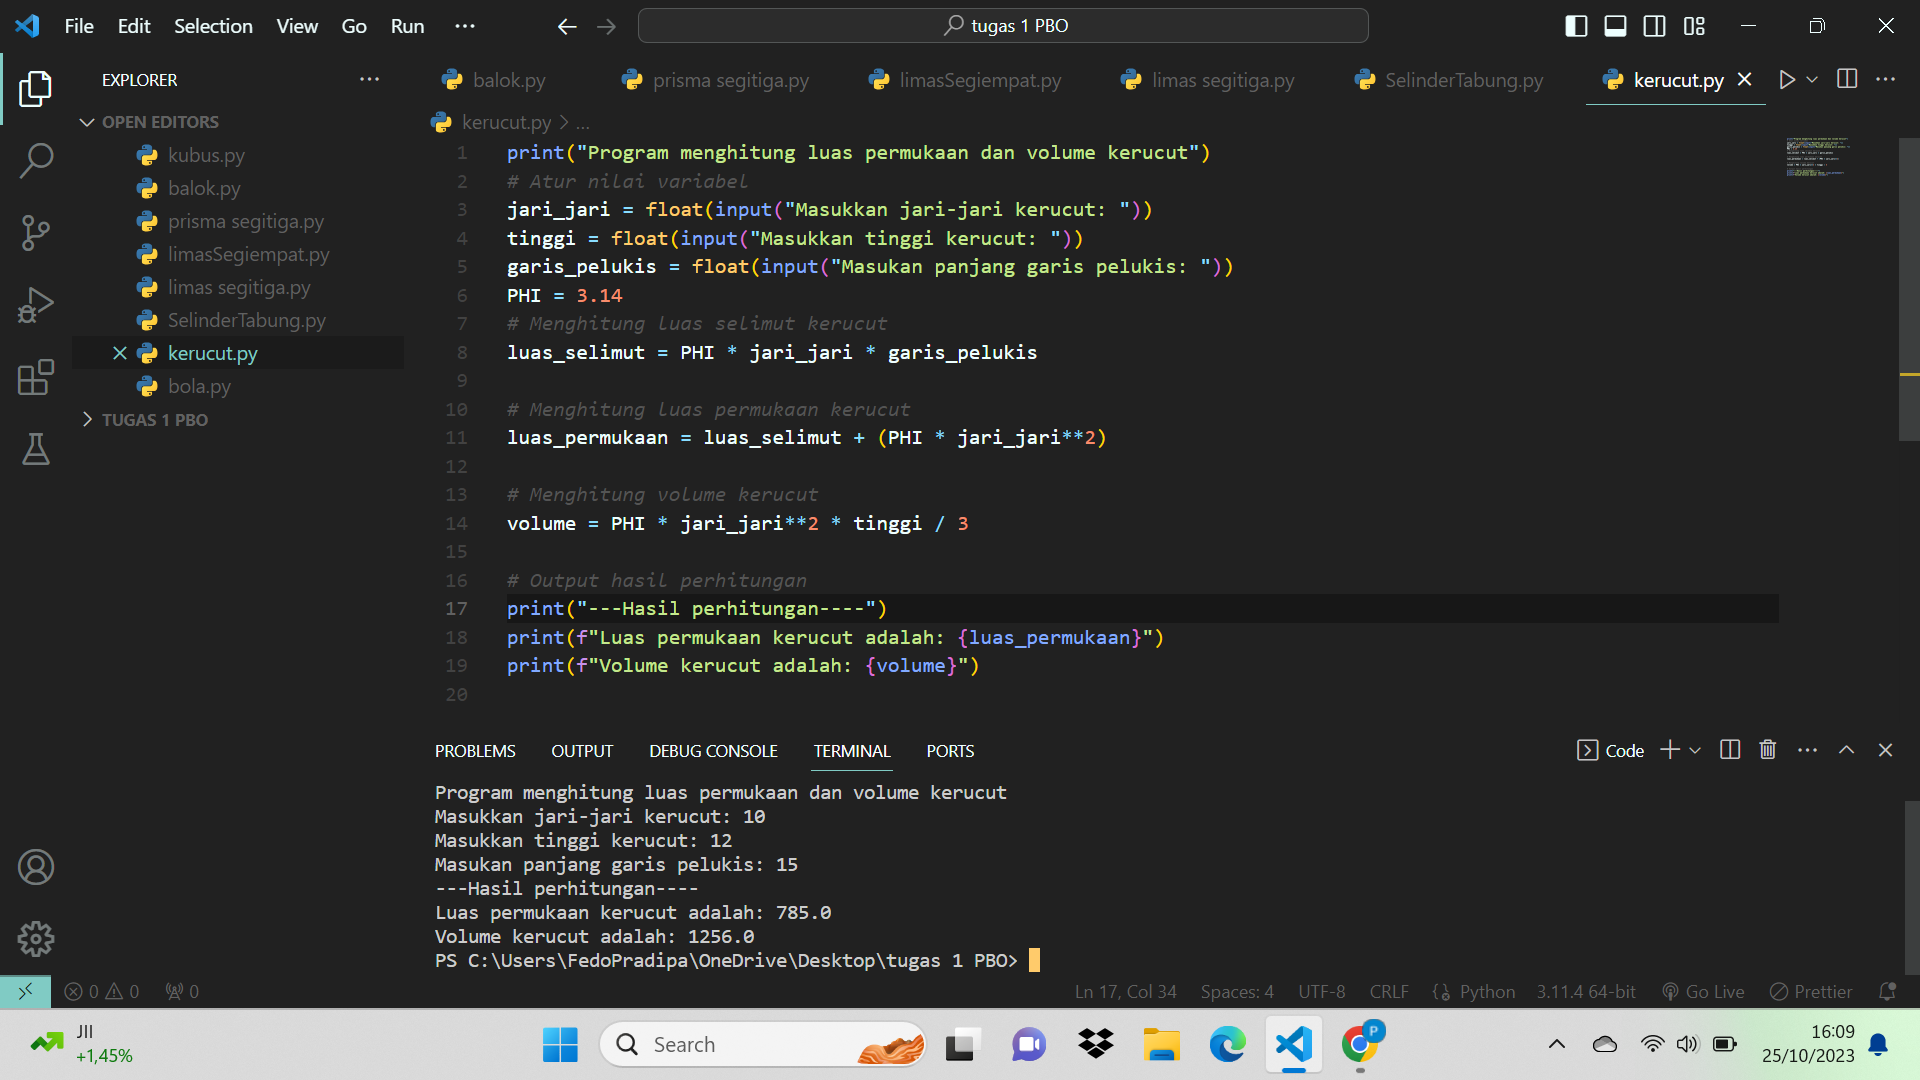 File Edit Selection View Go Run ... tugas 1 PBO
EXPLORER ...
OPEN EDITORS
kubus.py
balok.py
prisma segitiga.py
limasSegiempat.py
limas segitiga.py
SelinderTabung.py
kerucut.py
bola.py
TUGAS 1 PBO
balok.py prisma segitiga.py limasSegiempat.py limas segitiga.py SelinderTabung.py kerucut.py
kerucut.py > ...
1 print("Program menghitung luas permukaan dan volume kerucut")
2 # Atur nilai variabel
3 jari_jari = float(input("Masukkan jari-jari kerucut: "))
4 tinggi = float(input("Masukkan tinggi kerucut: "))
5 garis_pelukis = float(input("Masukan panjang garis pelukis: "))
6 PHI = 3.14
7 # Menghitung luas selimut kerucut
8 luas_selimut = PHI * jari_jari * garis_pelukis
9
10 # Menghitung luas permukaan kerucut
11 luas_permukaan = luas_selimut + (PHI * jari_jari**2)
12
13 # Menghitung volume kerucut
14 volume = PHI * jari_jari**2 * tinggi / 3
15
16 # Output hasil perhitungan
17 print("---Hasil perhitungan----")
18 print(f"Luas permukaan kerucut adalah: {luas_permukaan}")
19 print(f"Volume kerucut adalah: {volume}")
20
PROBLEMS OUTPUT DEBUG CONSOLE TERMINAL PORTS Code
Program menghitung luas permukaan dan volume kerucut
Masukkan jari-jari kerucut: 10
Masukkan tinggi kerucut: 12
Masukan panjang garis pelukis: 15
---Hasil perhitungan----
Luas permukaan kerucut adalah: 785.0
Volume kerucut adalah: 1256.0
PS C:\Users\FedoPradipa\OneDrive\Desktop\tugas 1 PBO>
0 0 0 Ln 17, Col 34 Spaces: 4 UTF-8 CRLF Python 3.11.4 64-bit Go Live Prettier
JII
+1,45%
Search
P
16:09
25/10/2023